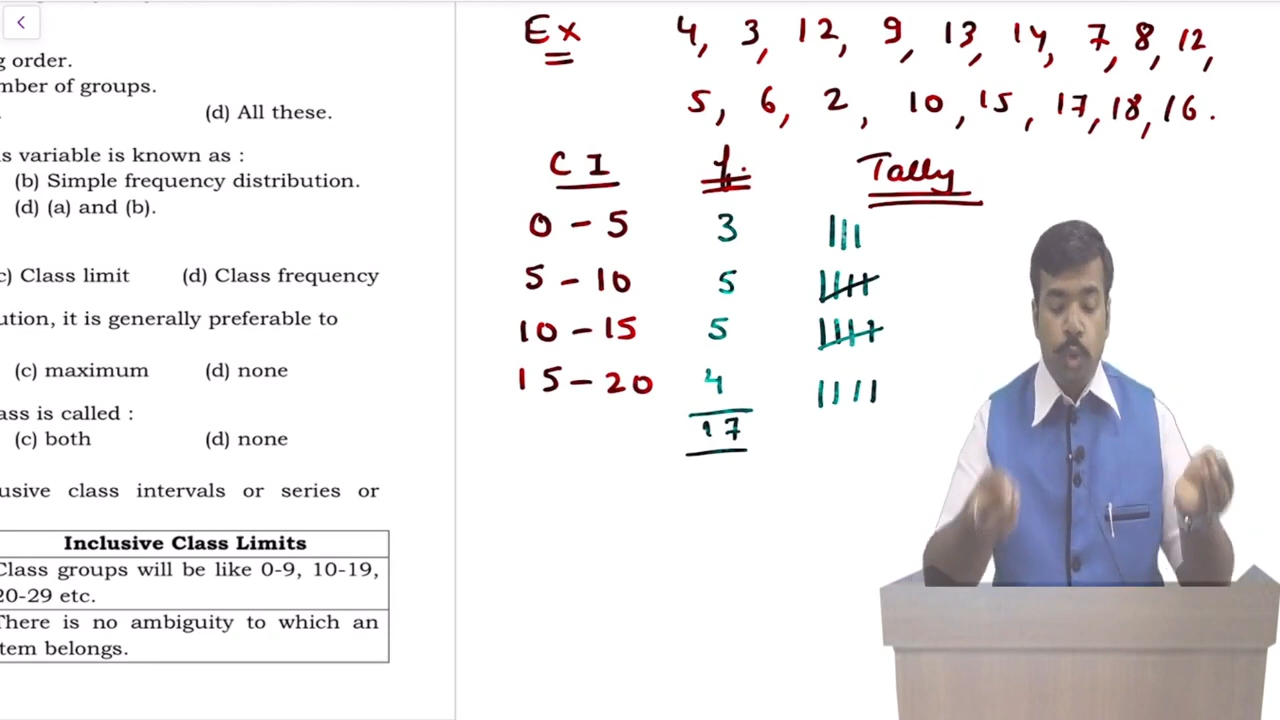 g order.
mber of groups.
(d) All these.
is variable is known as :
(b) Simple frequency distribution.
(d) (a) and (b).
c) Class limit (d) Class frequency
ution, it is generally preferable to
(c) maximum (d) none
ass is called :
(c) both (d) none
usive class intervals or series or
Inclusive Class Limits
Class groups will be like 0-9, 10-19,
20-29 etc.
There is no ambiguity to which an
item belongs.
Ex 4, 3, 12, 9, 13, 14, 7, 8, 12,
5, 6, 2, 10, 15, 17, 18, 16.
C I f. Tally
0 - 5 3 |||
5 - 10 5 ||||
10 - 15 5 ||||
15 - 20 4 ||||
17